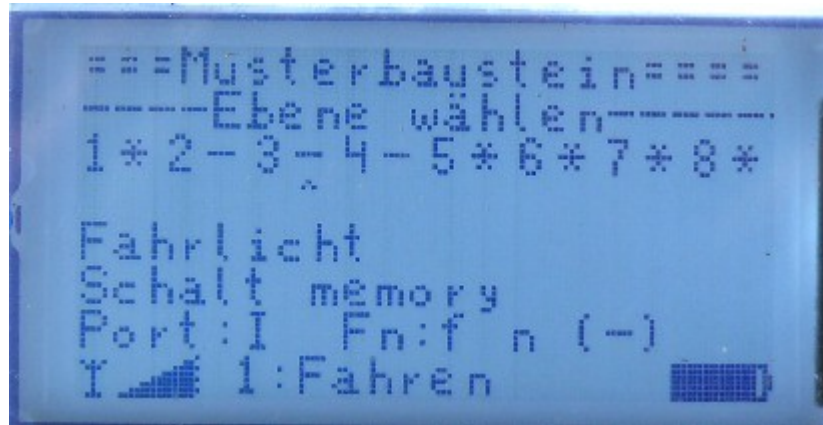 ===Musterbaustein====
----Ebene wählen------
1*2-3-4-5*6*7*8*
^
Fahrlicht
Schalt memory
Port:I Fn:f n (-)
1:Fahren